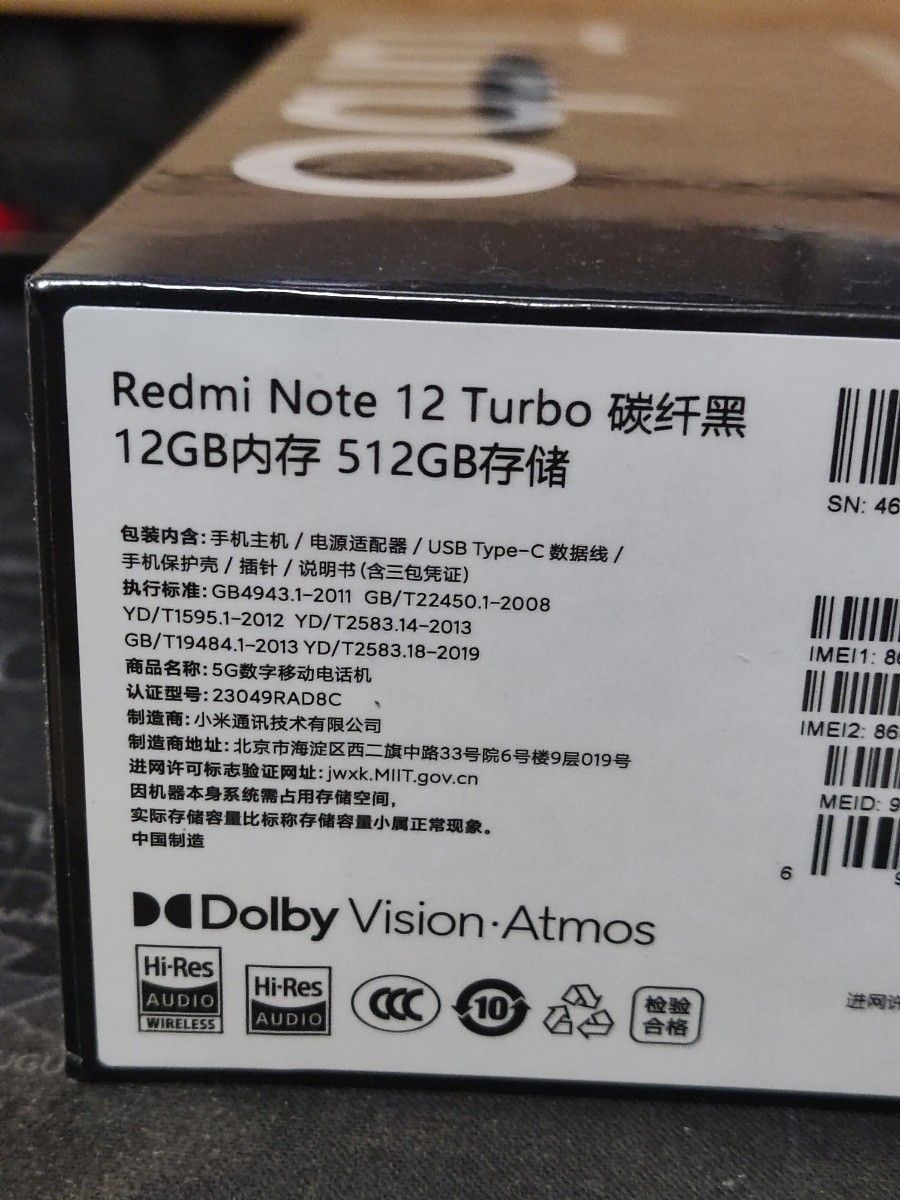 Redmi Note 12 Turbo 碳纤黑
12GB内存 512GB存储
包装内含: 手机主机 / 电源适配器 / USB Type-C 数据线 /
手机保护壳 / 插针 / 说明书 (含三包凭证)
执行标准: GB4943.1-2011 GB/T22450.1-2008
YD/T1595.1-2012 YD/T2583.14-2013
GB/T19484.1-2013 YD/T2583.18-2019
商品名称: 5G数字移动电话机
认证型号: 23049RAD8C
制造商: 小米通讯技术有限公司
制造商地址: 北京市海淀区西二旗中路33号院6号楼9层019号
进网许可标志验证网址: jwxk.MIIT.gov.cn
因机器本身系统需占用存储空间,
实际存储容量比标称存储容量小属正常现象。
中国制造
Dolby Vision·Atmos
Hi-Res
AUDIO
WIRELESS
Hi-Res
AUDIO
CCC
10
检验
合格
SN: 46
IMEI1: 86
IMEI2: 86
MEID: 9
6 9
进网许